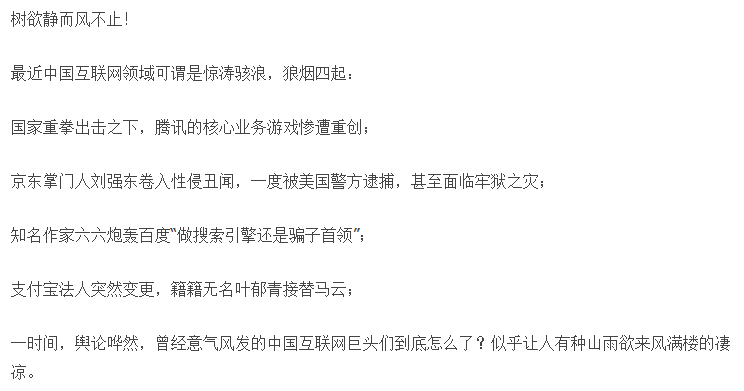 树欲静而风不止！
最近中国互联网领域可谓是惊涛骇浪，狼烟四起：
国家重拳出击之下，腾讯的核心业务游戏惨遭重创；
京东掌门人刘强东卷入性侵丑闻，一度被美国警方逮捕，甚至面临牢狱之灾；
知名作家六六炮轰百度“做搜索引擎还是骗子首领”；
支付宝法人突然变更，籍籍无名叶郁青接替马云；
一时间，舆论哗然，曾经意气风发的中国互联网巨头们到底怎么了？似乎让人有种山雨欲来风满楼的凄
凉。